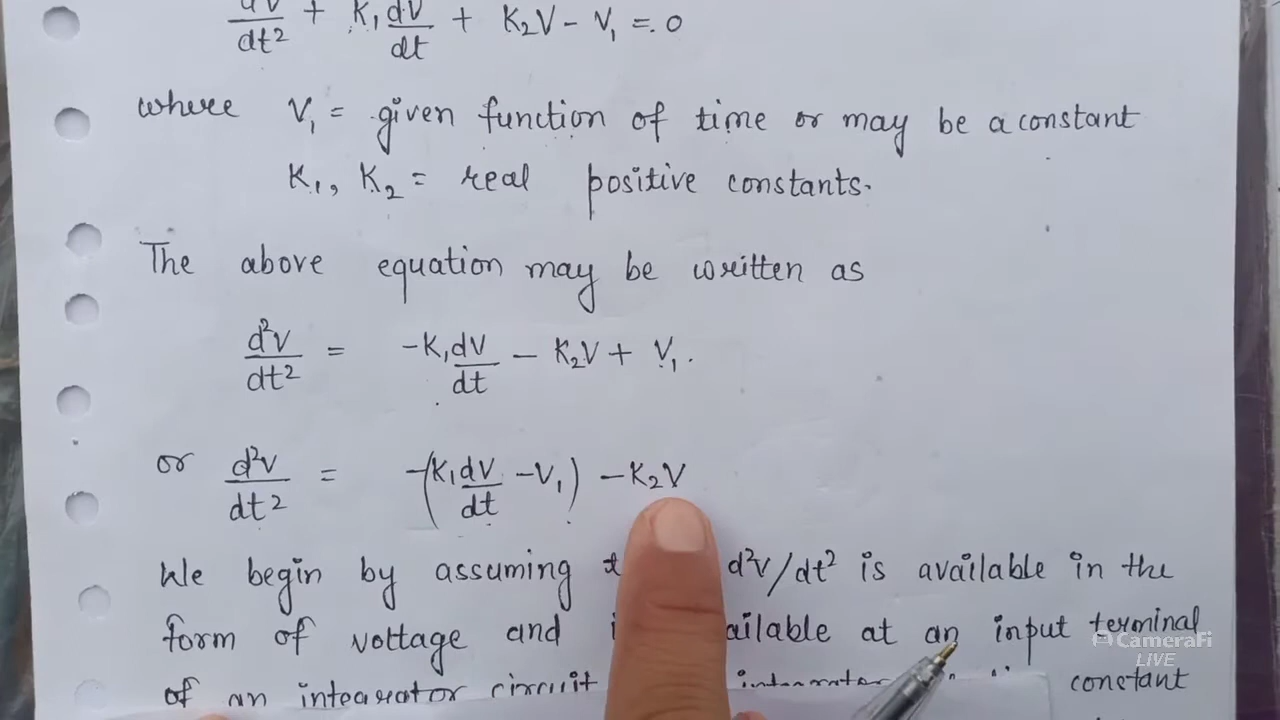 dV/dt² + K₁dV/dt + K₂V - V₁ = 0
where V₁ = given function of time or may be a constant
K₁, K₂ = real positive constants.
The above equation may be written as
d²V/dt² = -K₁dV/dt - K₂V + V₁.
or d²V/dt² = -(K₁dV/dt - V₁) - K₂V
We begin by assuming d²V/dt² is available in the
form of voltage and at an input terminal
of an integrator circuit constant
CameraFi
LIVE